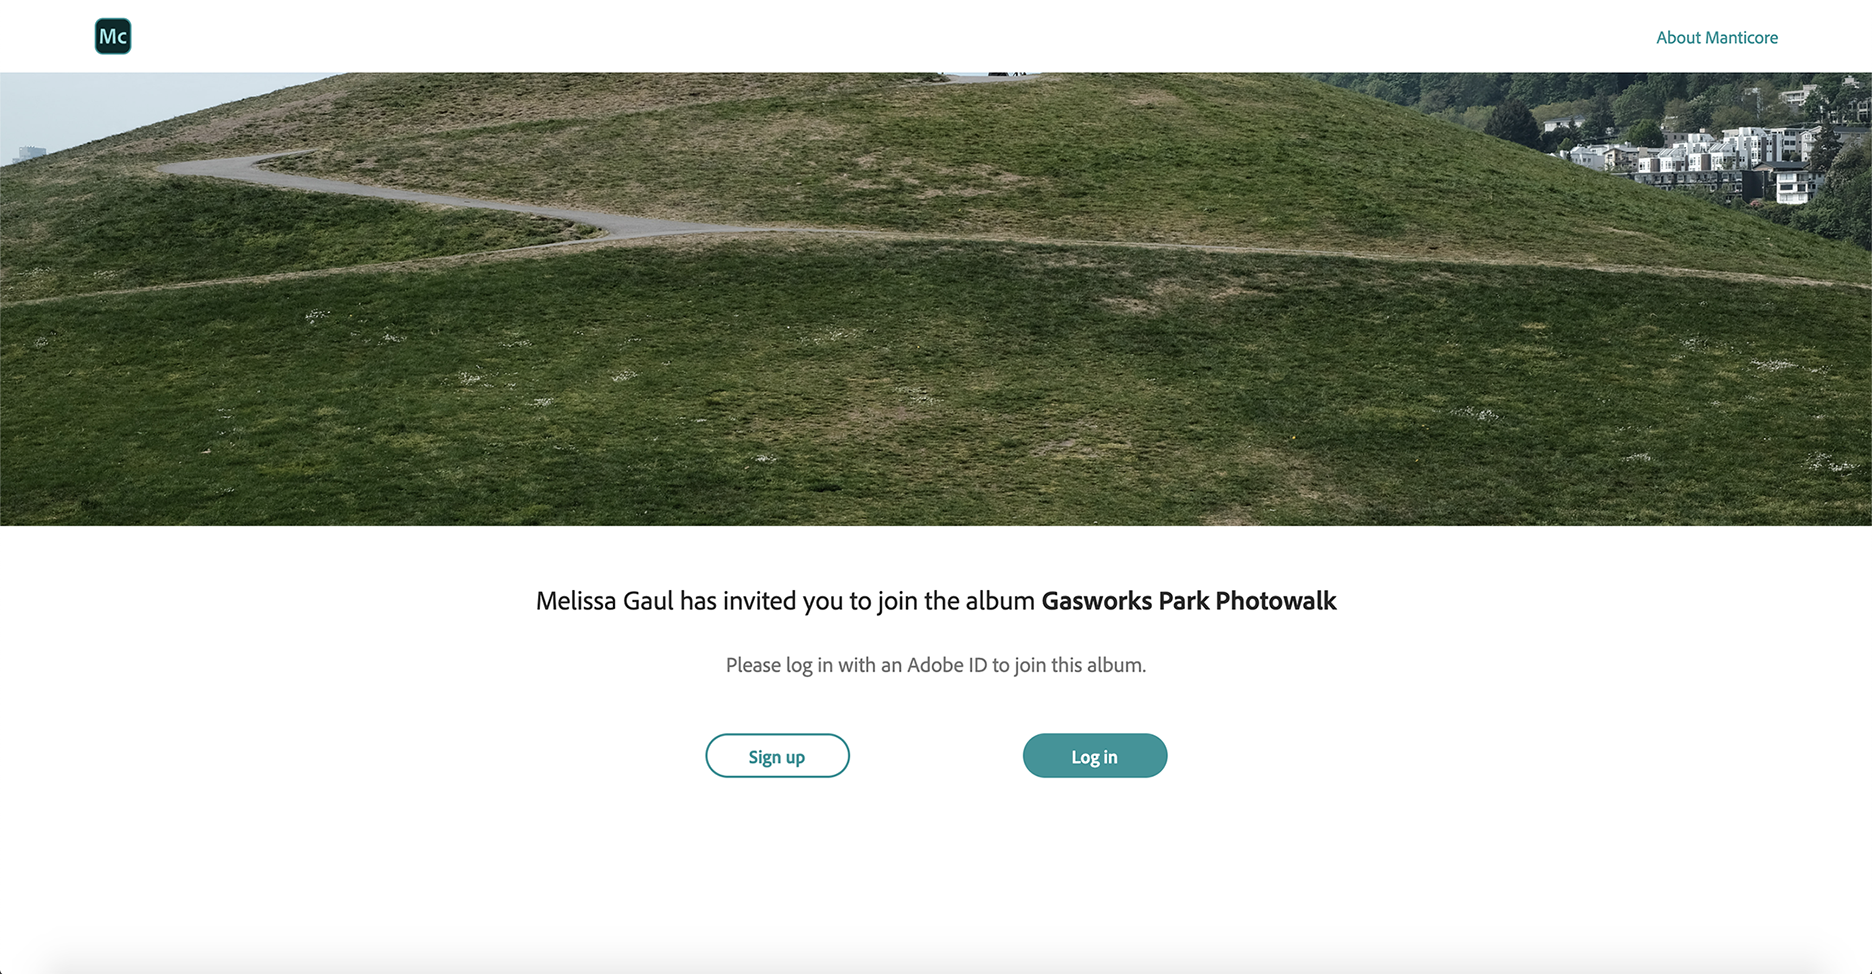 Mc
About Manticore
Melissa Gaul has invited you to join the album Gasworks Park Photowalk
Please log in with an Adobe ID to join this album.
Sign up
Log in